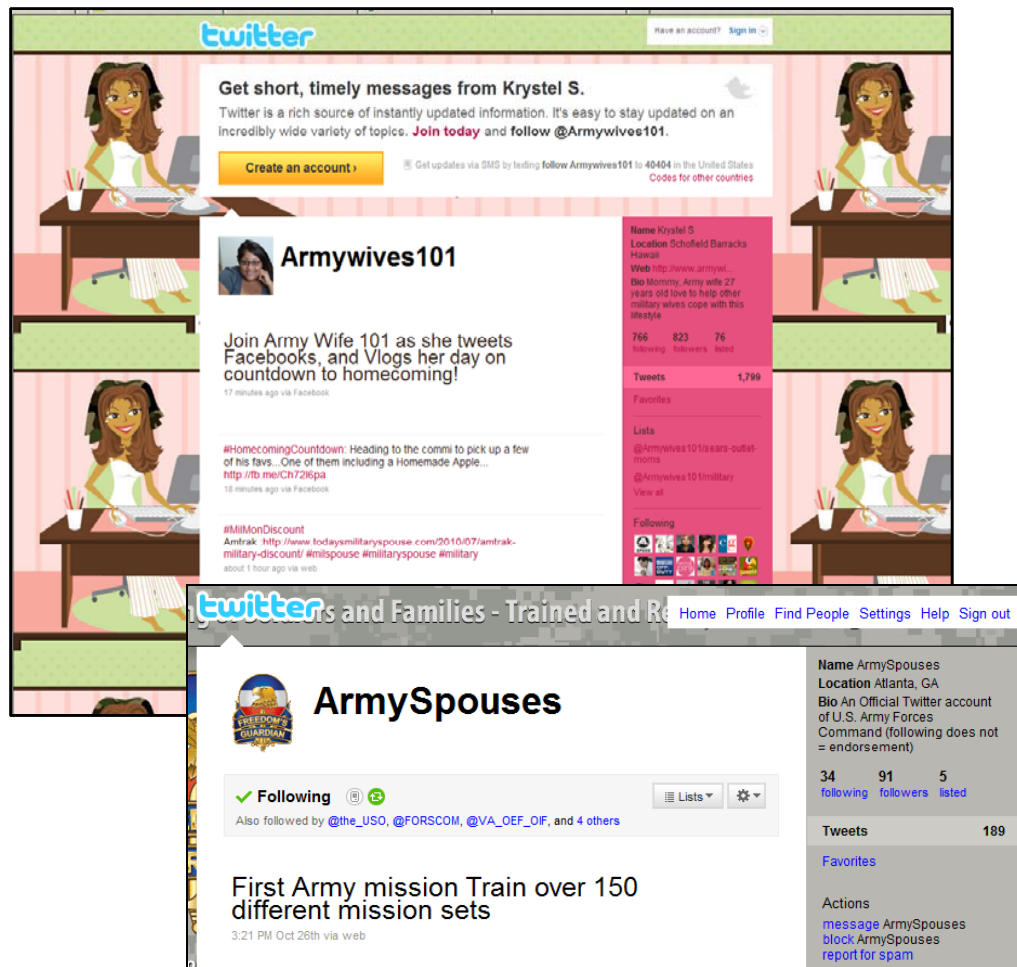 twitter
Have an account? Sign in
Get short, timely messages from Krystel S.
Twitter is a rich source of instantly updated information. It's easy to stay updated on an
incredibly wide variety of topics. Join today and follow @Armywives101.
Create an account ›
Get updates via SMS by texting follow Armywives101 to 40404 in the United States
Codes for other countries
Armywives101
Join Army Wife 101 as she tweets
Facebooks, and Vlogs her day on
countdown to homecoming!
17 minutes ago via Facebook
#HomecomingCountdown: Heading to the commi to pick up a few
of his favs...One of them including a Homemade Apple...
http://fb.me/Ch72I6pa
18 minutes ago via Facebook
#MilMonDiscount
Amtrak :http://www.todaysmilitaryspouse.com/2010/07/amtrak-
military-discount/ #milspouse #militaryspouse #military
about 1 hour ago via web
Name Krystel S
Location Schofield Barracks
Hawaii
Web http://www.armywi...
Bio Mommy, Army wife 27
years old love to help other
military wives cope with this
lifestyle
766 823 76
following followers listed
Tweets 1,799
Favorites
Lists
@Armywives101/sears-outlet-
moms
@Armywives101/military
View all
Following
twitter
rs and Families - Trained and Re
Home Profile Find People Settings Help Sign out
FREEDOM'S
GUARDIAN
ArmySpouses
Following
Lists
Also followed by @the_USO, @FORSCOM, @VA_OEF_OIF, and 4 others
First Army mission Train over 150
different mission sets
3:21 PM Oct 26th via web
Name ArmySpouses
Location Atlanta, GA
Bio An Official Twitter account
of U.S. Army Forces
Command (following does not
= endorsement)
34 91 5
following followers listed
Tweets 189
Favorites
Actions
message ArmySpouses
block ArmySpouses
report for spam